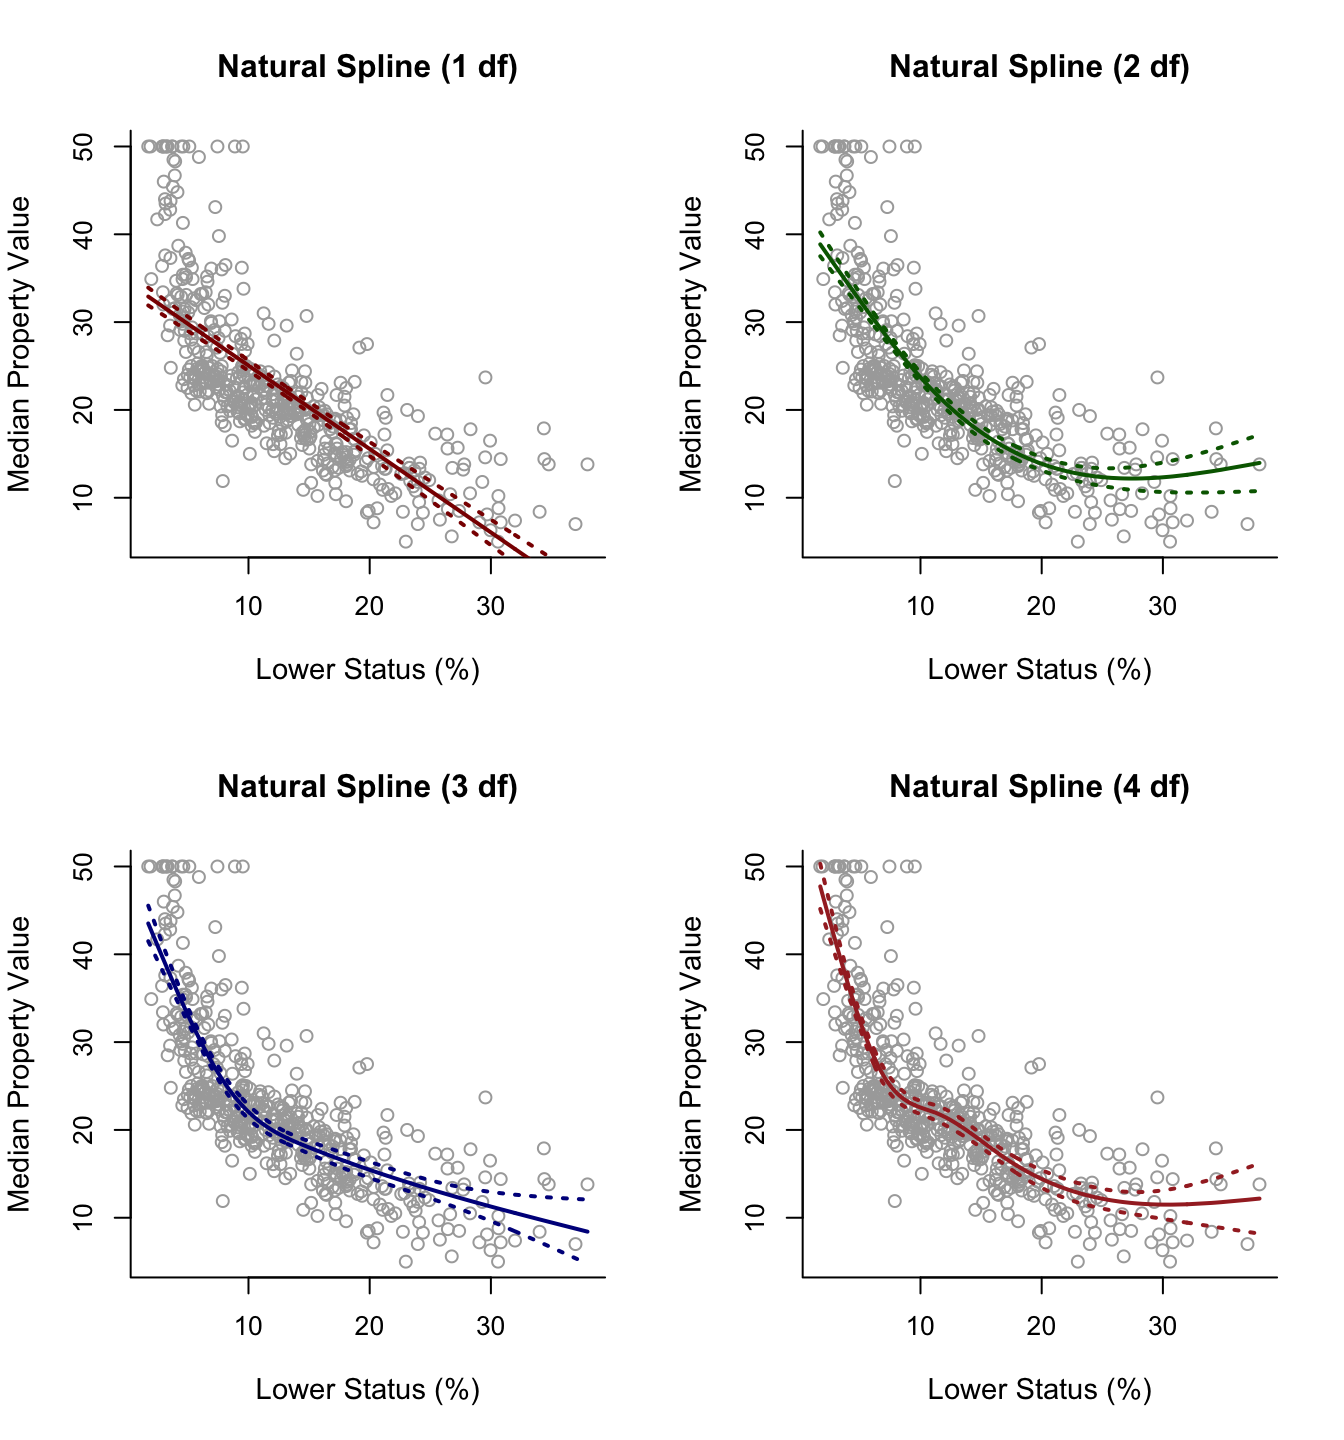 Natural Spline (1 df)
50
40
30
20
10
Median Property Value
10 20 30
Lower Status (%)
Natural Spline (2 df)
50
40
30
20
10
Median Property Value
10 20 30
Lower Status (%)
Natural Spline (3 df)
50
40
30
20
10
Median Property Value
10 20 30
Lower Status (%)
Natural Spline (4 df)
50
40
30
20
10
Median Property Value
10 20 30
Lower Status (%)